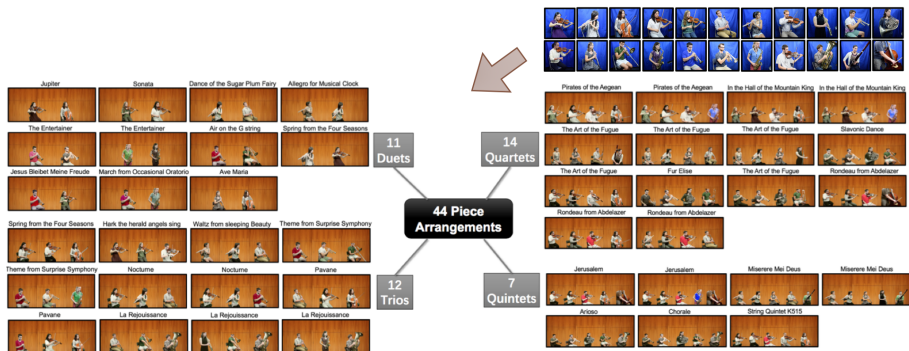 Jupiter
Sonata
Dance of the Sugar Plum Fairy
Allegro for Musical Clock
The Entertainer
The Entertainer
Air on the G string
Spring from the Four Seasons
Jesus Bleibet Meine Freude
March from Occasional Oratorio
Ave Maria
11
Duets
Spring from the Four Seasons
Hark the herald angels sing
Waltz from sleeping Beauty
Theme from Surprise Symphony
Theme from Surprise Symphony
Nocturne
Nocturne
Pavane
Pavane
La Rejouissance
La Rejouissance
La Rejouissance
12
Trios
44 Piece
Arrangements
14
Quartets
Pirates of the Aegean
Pirates of the Aegean
In the Hall of the Mountain King
In the Hall of the Mountain King
The Art of the Fugue
The Art of the Fugue
The Art of the Fugue
Slavonic Dance
The Art of the Fugue
Fur Elise
The Art of the Fugue
Rondeau from Abdelazer
Rondeau from Abdelazer
Rondeau from Abdelazer
7
Quintets
Jerusalem
Jerusalem
Miserere Mei Deus
Miserere Mei Deus
Arioso
Chorale
String Quintet K515